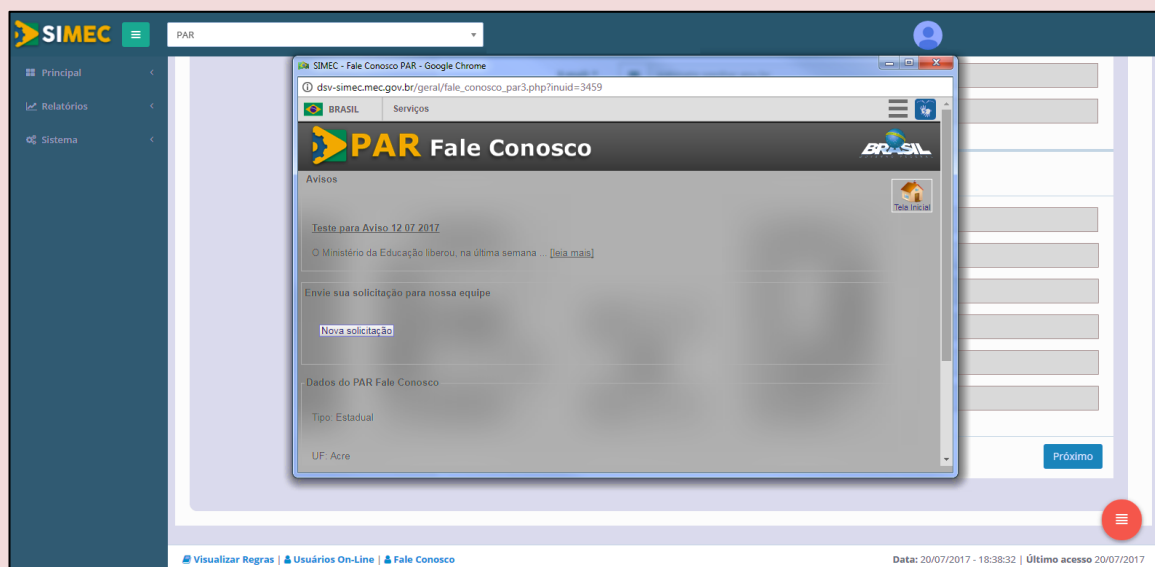 SIMEC
PAR
Principal
Relatórios
Sistema
SIMEC - Fale Conosco PAR - Google Chrome
dsv-simec.mec.gov.br/geral/fale_conosco_par3.php?inuid=3459
BRASIL Serviços
PAR Fale Conosco
BRASIL
Avisos
Tela Inicial
Teste para Aviso 12 07 2017
O Ministério da Educação liberou, na última semana ... [leia mais]
Envie sua solicitação para nossa equipe
Nova solicitação
Dados do PAR Fale Conosco
Tipo: Estadual
UF: Acre
Próximo
Visualizar Regras | Usuários On-Line | Fale Conosco
Data: 20/07/2017 - 18:38:32 | Último acesso 20/07/2017